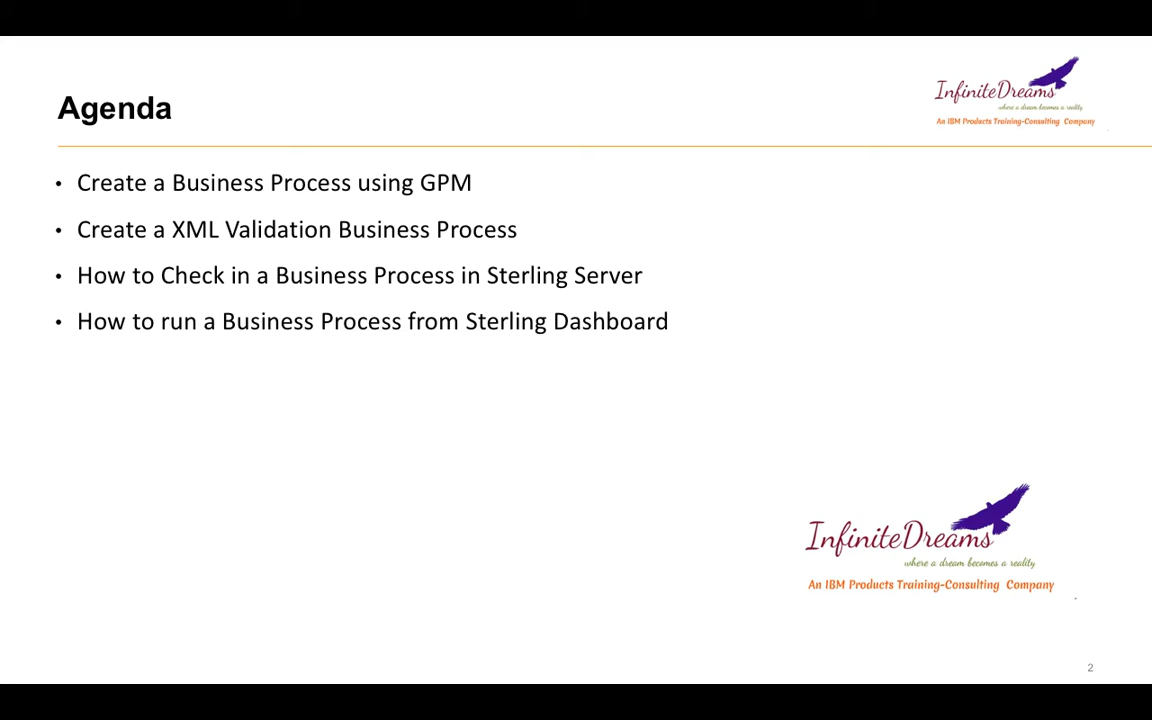 InfiniteDreams
where a dream becomes a reality
An IBM Products Training-Consulting Company
Agenda
• Create a Business Process using GPM
• Create a XML Validation Business Process
• How to Check in a Business Process in Sterling Server
• How to run a Business Process from Sterling Dashboard
InfiniteDreams
where a dream becomes a reality
An IBM Products Training-Consulting Company
2